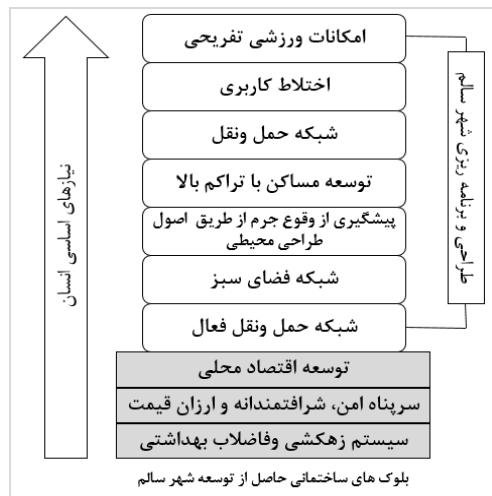 امکانات ورزشی تفریحی
اختلاط کاربری
شبکه حمل ونقل
توسعه مساکن با تراکم بالا
پیشگیری از وقوع جرم از طریق اصول
طراحی محیطی
شبکه فضای سبز
شبکه حمل ونقل فعال
توسعه اقتصاد محلی
سرپناه امن، شرافتمندانه و ارزان قیمت
سیستم زهکشی وفاضلاب بهداشتی
بلوک های ساختمانی حاصل از توسعه شهر سالم
طراحی و برنامه ریزی شهر سالم
نیازهای اساسی انسان